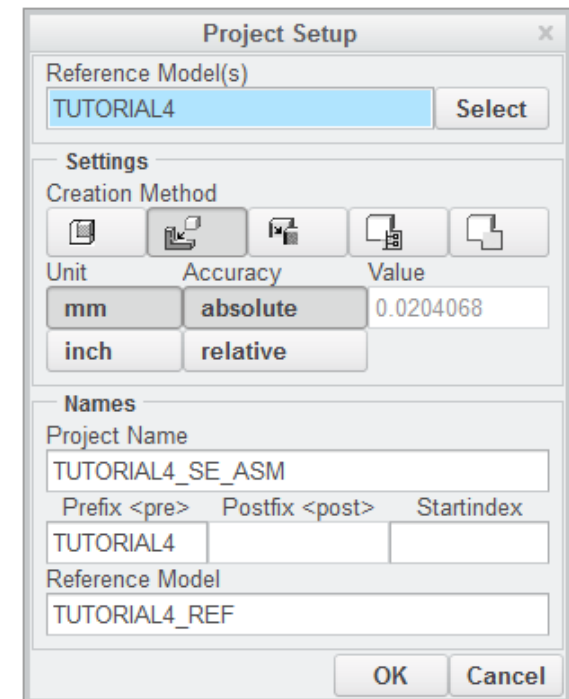 Project Setup
Reference Model(s)
TUTORIAL4 Select
Settings
Creation Method
Unit Accuracy Value
mm absolute 0.0204068
inch relative
Names
Project Name
TUTORIAL4_SE_ASM
Prefix <pre> Postfix <post> Startindex
TUTORIAL4
Reference Model
TUTORIAL4_REF
OK Cancel